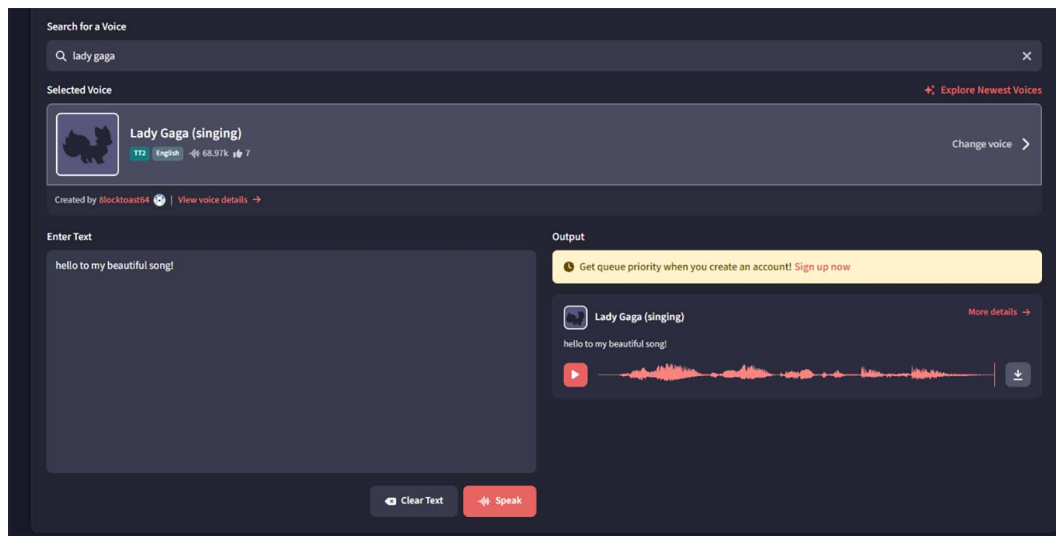 Search for a Voice
lady gaga
Selected Voice
Explore Newest Voices
Lady Gaga (singing)
TT2 English 68.97k 7
Change voice
Created by Blocktoast64 | View voice details →
Enter Text
hello to my beautiful song!
Clear Text
Speak
Output
Get queue priority when you create an account! Sign up now
Lady Gaga (singing)
More details →
hello to my beautiful song!